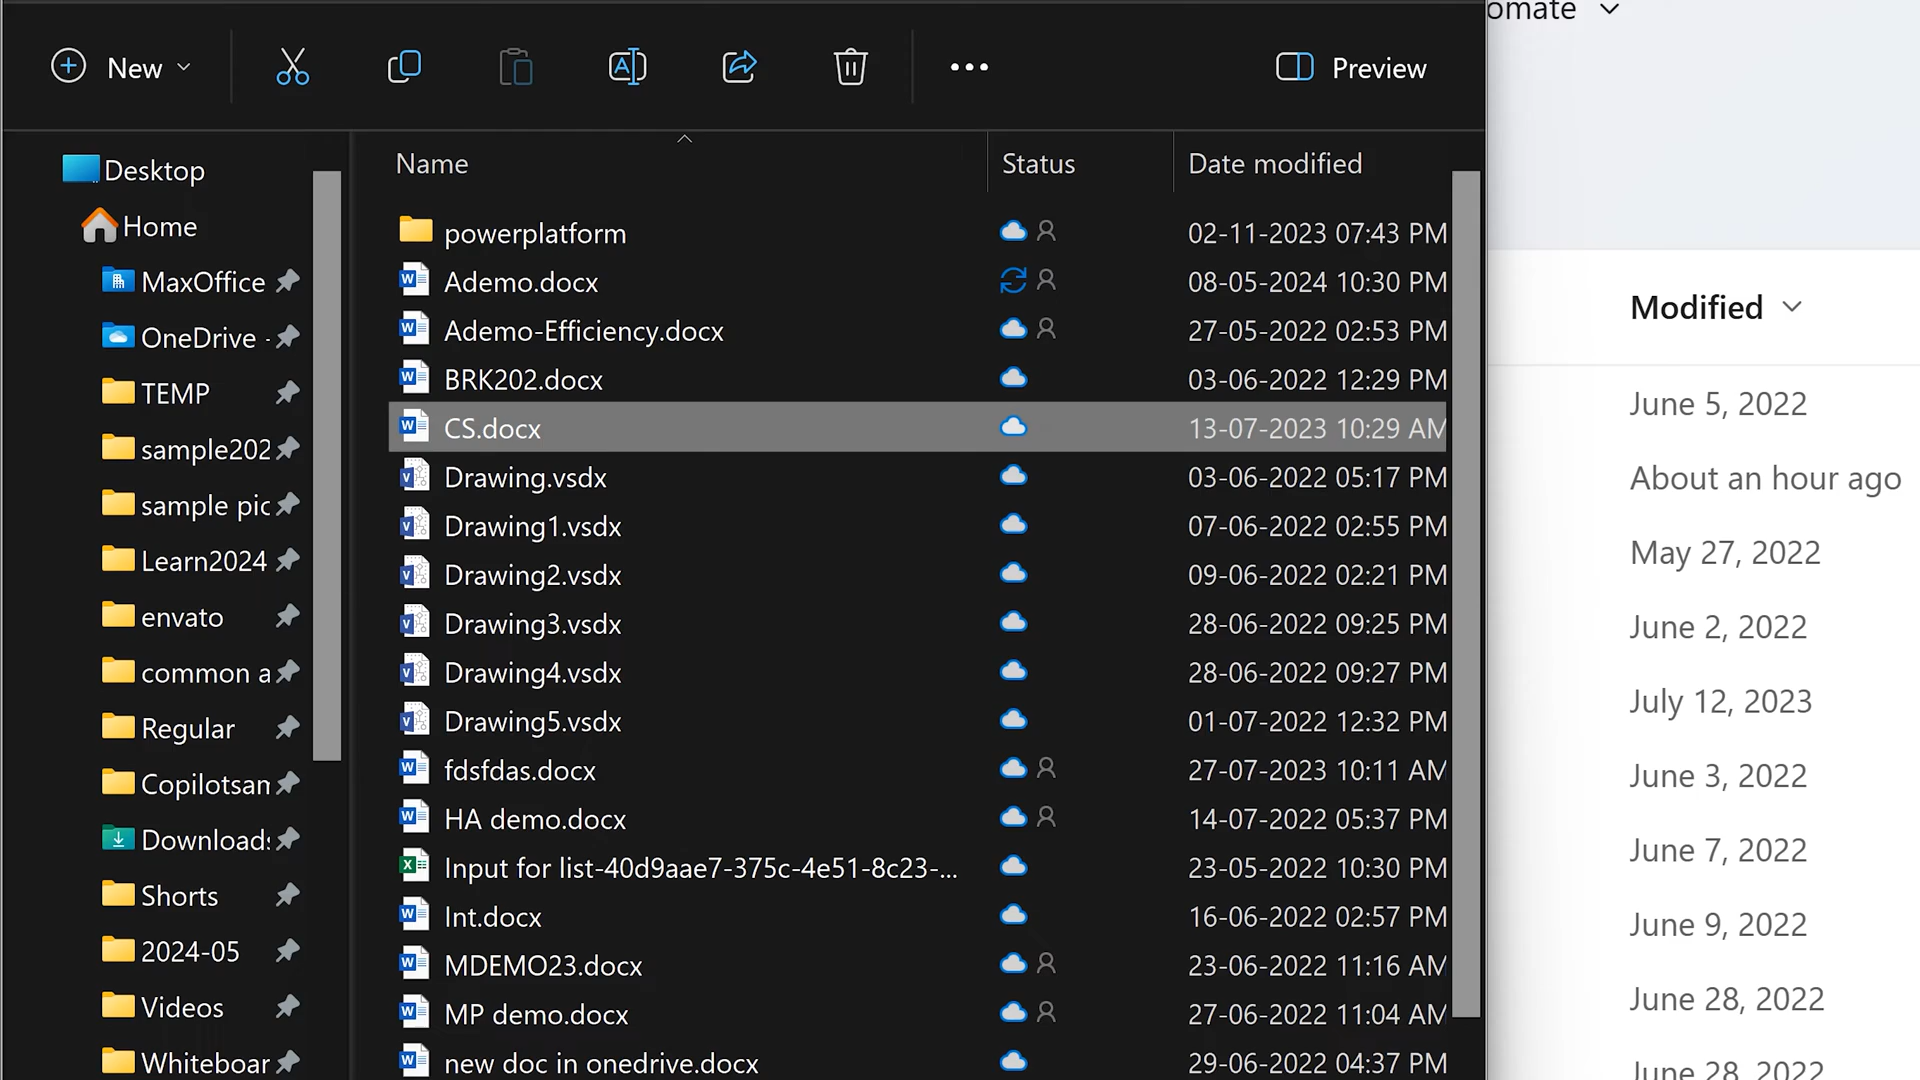 omate
New
Preview
Name Status Date modified
Desktop
Home
MaxOffice
OneDrive -
TEMP
sample202
sample pic
Learn2024
envato
common a
Regular
Copilotsan
Downloads
Shorts
2024-05
Videos
Whiteboar
powerplatform 02-11-2023 07:43 PM
Ademo.docx 08-05-2024 10:30 PM
Ademo-Efficiency.docx 27-05-2022 02:53 PM
BRK202.docx 03-06-2022 12:29 PM
CS.docx 13-07-2023 10:29 AM
Drawing.vsdx 03-06-2022 05:17 PM
Drawing1.vsdx 07-06-2022 02:55 PM
Drawing2.vsdx 09-06-2022 02:21 PM
Drawing3.vsdx 28-06-2022 09:25 PM
Drawing4.vsdx 28-06-2022 09:27 PM
Drawing5.vsdx 01-07-2022 12:32 PM
fdsfdas.docx 27-07-2023 10:11 AM
HA demo.docx 14-07-2022 05:37 PM
Input for list-40d9aae7-375c-4e51-8c23-... 23-05-2022 10:30 PM
Int.docx 16-06-2022 02:57 PM
MDEMO23.docx 23-06-2022 11:16 AM
MP demo.docx 27-06-2022 11:04 AM
new doc in onedrive.docx 29-06-2022 04:37 PM
Modified
June 5, 2022
About an hour ago
May 27, 2022
June 2, 2022
July 12, 2023
June 3, 2022
June 7, 2022
June 9, 2022
June 28, 2022
June 28, 2022